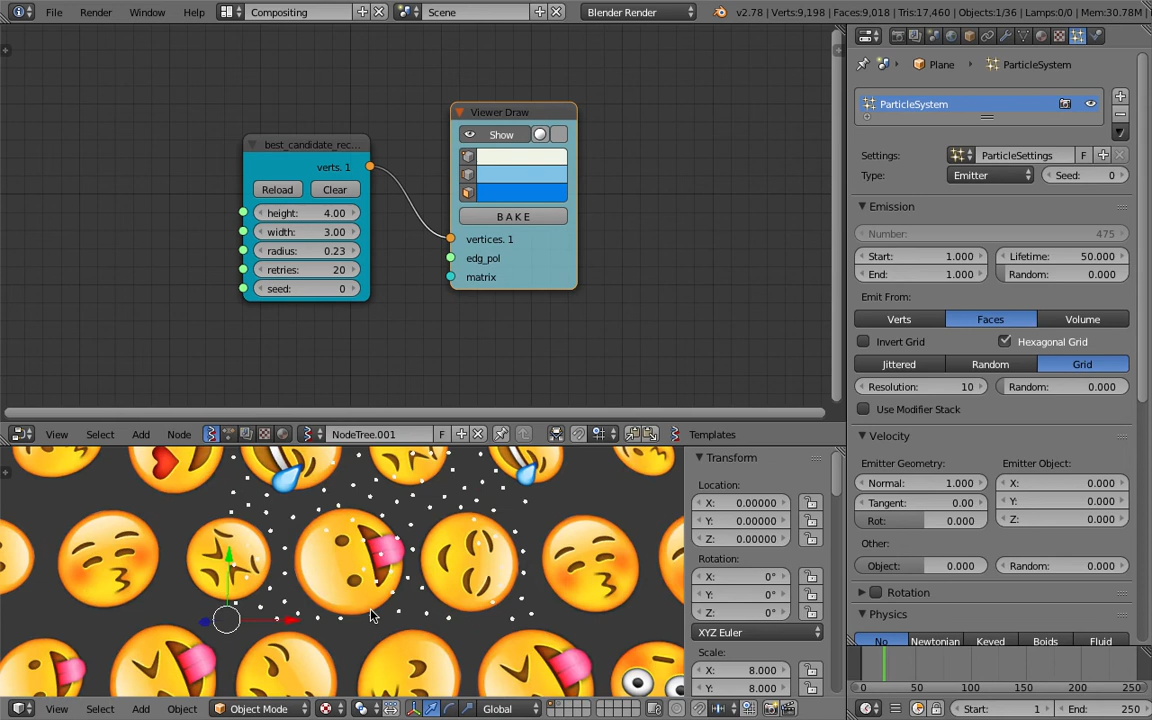 File Render Window Help Compositing Scene Blender Render v2.78 | Verts:9,198 | Faces:9,018 | Tris:17,460 | Objects:1/36 | Lamps:0/0 | Mem:30.78M |
Plane ParticleSystem
ParticleSystem
Settings: ParticleSettings F
Type: Emitter Seed: 0
Emission
Number: 475
Start: 1.000 Lifetime: 50.000
End: 1.000 Random: 0.000
Emit From:
Verts Faces Volume
Invert Grid Hexagonal Grid
Jittered Random Grid
Resolution: 10 Random: 0.000
Use Modifier Stack
Velocity
Emitter Geometry: Emitter Object:
Normal: 1.000 X: 0.000
Tangent: 0.00 Y: 0.000
Rot: 0.000 Z: 0.000
Other:
Object: 0.000 Random: 0.000
Rotation
Physics
No Newtonian Keyed Boids Fluid
best_candidate_rec...
verts. 1
Reload Clear
height: 4.00
width: 3.00
radius: 0.23
retries: 20
seed: 0
Viewer Draw
Show
BAKE
vertices. 1
edg_pol
matrix
View Select Add Node NodeTree.001 F Templates
Transform
Location:
X: 0.00000
Y: 0.00000
Z: 0.00000
Rotation:
X: 0°
Y: 0°
Z: 0°
XYZ Euler
Scale:
X: 8.000
Y: 8.000
View Select Add Object Object Mode Global
0 50 100 150 200 250
Start: 1 End: 250